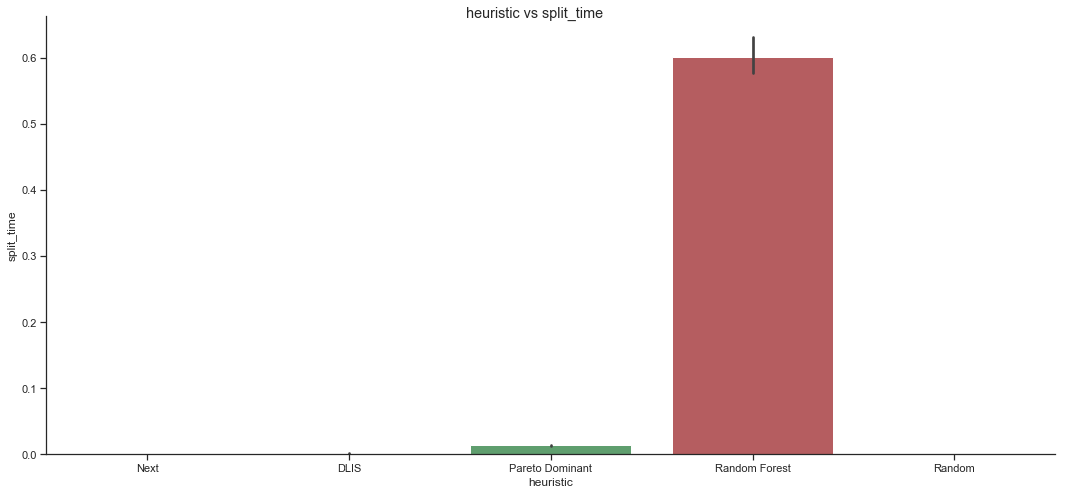 heuristic vs split_time
0.6
0.5
0.4
0.3
0.2
0.1
0.0
split_time
Next DLIS Pareto Dominant Random Forest Random
heuristic